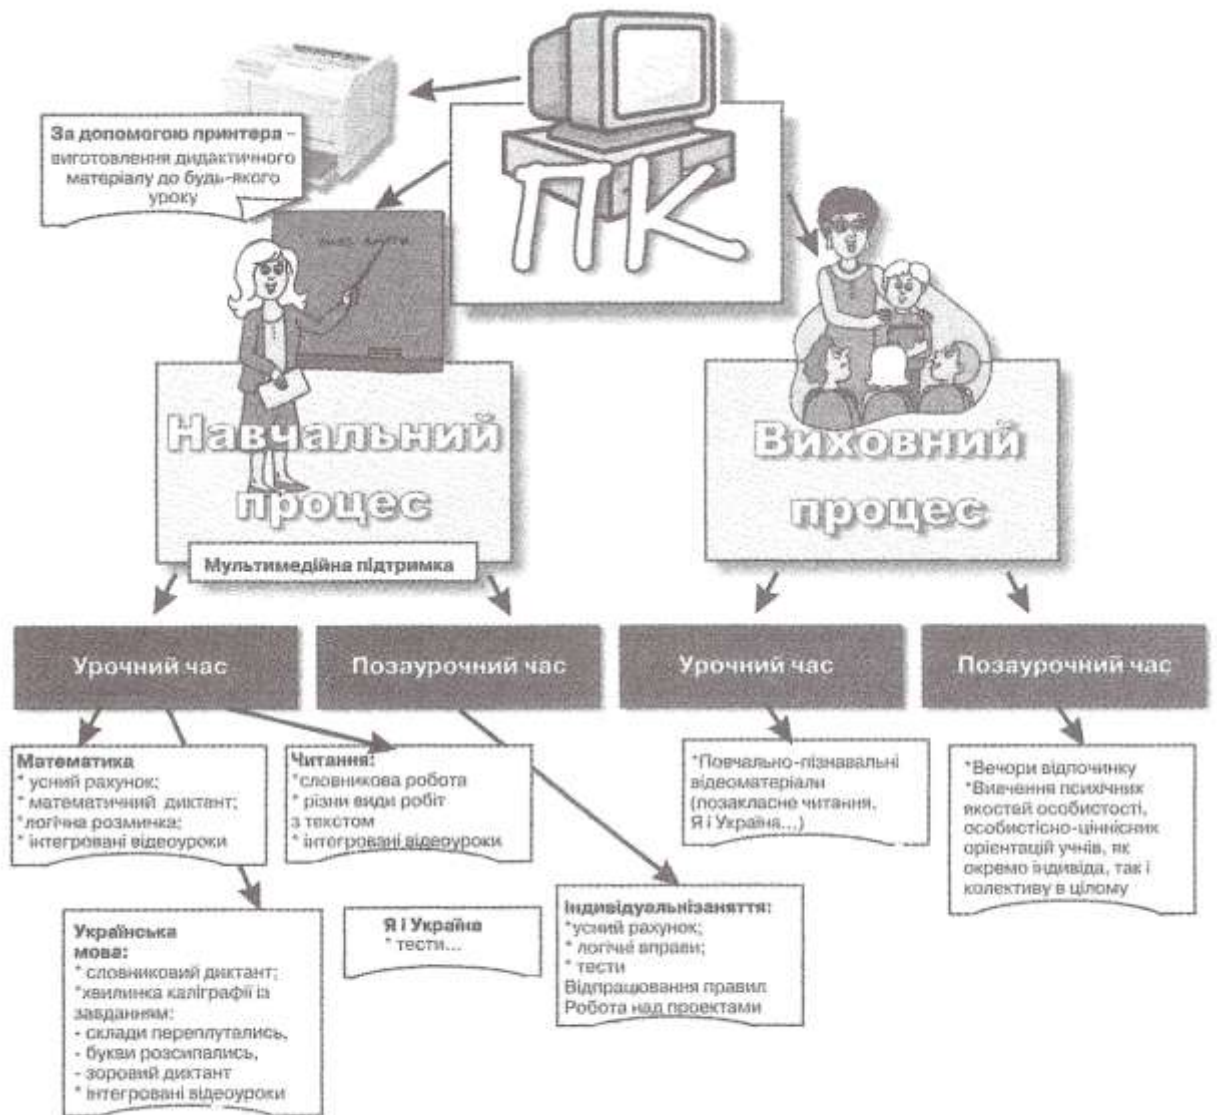 ПК
За допомогою принтера –
виготовлення дидактичного
матеріалу до будь-якого
уроку
Навчальний
процес
Мультимедійна підтримка
Виховний
процес
Урочний час
Позаурочний час
Урочний час
Позаурочний час
Математика
* усний рахунок;
* математичний диктант;
*логічна розминка;
* інтегровані відеоуроки
Читання:
*словникова робота
* різни види робіт
з текстом
* інтегровані відеоуроки
*Повчально-пізнавальні
відеоматеріали
(позакласне читання,
Я і Україна...)
*Вечори відпочинку
*Вивчення психічних
якостей особистості,
особистісно-ціннісних
орієнтацій учнів, як
окремо індивіда, так і
колективу в цілому
Українська
мова:
* словниковий диктант;
*хвилинка каліграфії із
завданням:
- склади переплутались,
- букви розсипались,
- зоровий диктант
* інтегровані відеоуроки
Я і Україна
* тести...
Індивідуальнізаняття:
*усний рахунок;
* логічні вправи;
* тести
Відпрацювання правил
Робота над проектами